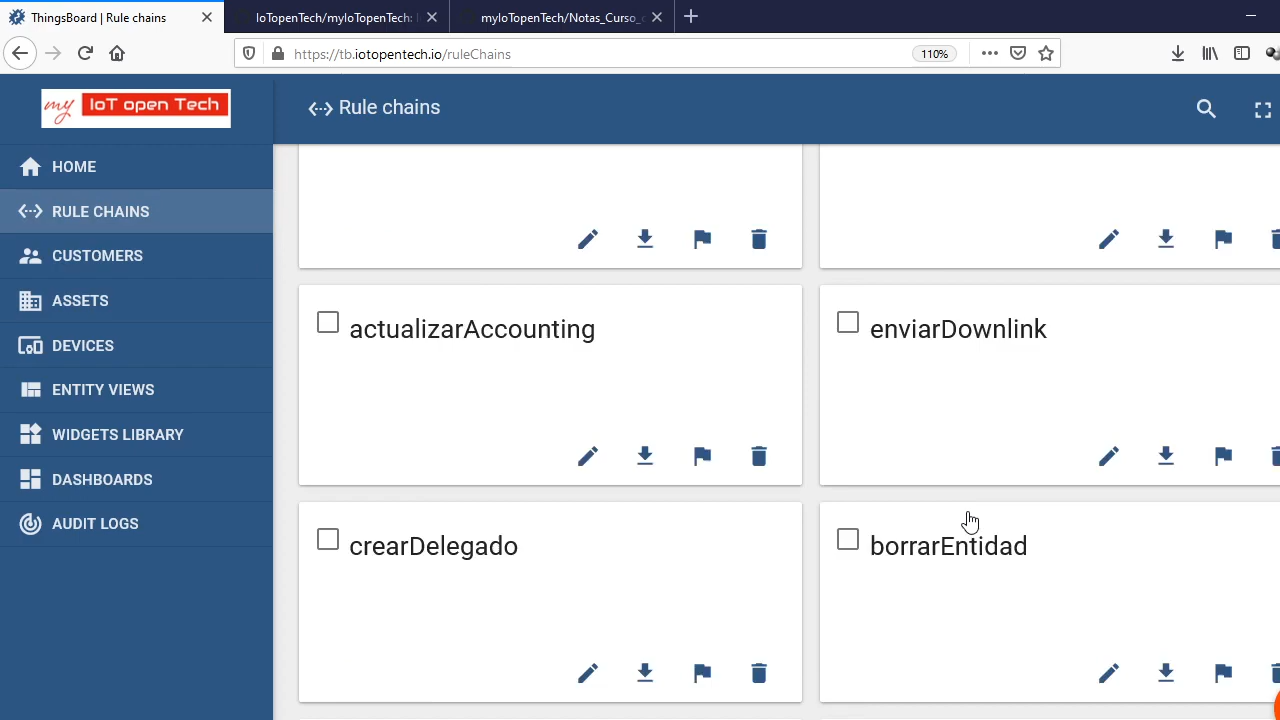 ThingsBoard | Rule chains
IoTopenTech/myIoTopenTech:
myIoTopenTech/Notas_Curso_
https://tb.iotopentech.io/ruleChains
110%
my IoT open Tech
Rule chains
HOME
RULE CHAINS
CUSTOMERS
ASSETS
DEVICES
ENTITY VIEWS
WIDGETS LIBRARY
DASHBOARDS
AUDIT LOGS
actualizarAccounting
enviarDownlink
crearDelegado
borrarEntidad